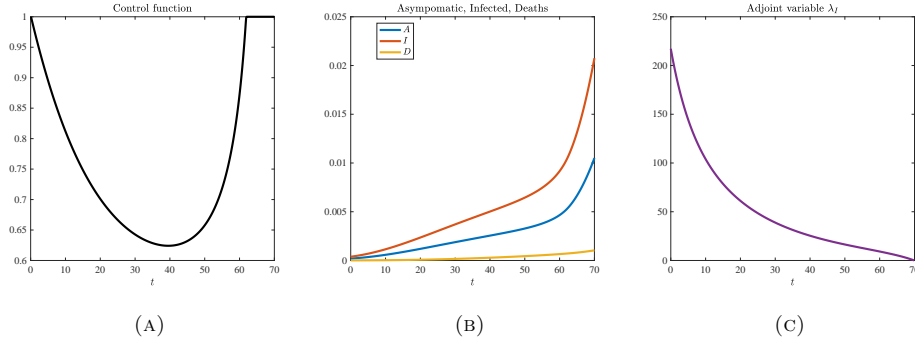 Control function
1
0.95
0.9
0.85
0.8
0.75
0.7
0.65
0.6
0 10 20 30 40 50 60 70
t
(A)
Asympomatic, Infected, Deaths
0.025
0.02
0.015
0.01
0.005
0
A
I
D
0 10 20 30 40 50 60 70
t
(B)
Adjoint variable λ_I
250
200
150
100
50
0
0 10 20 30 40 50 60 70
t
(C)